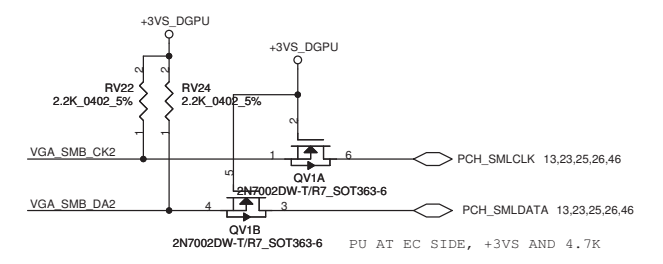 +3VS_DGPU
+3VS_DGPU
2
2
RV22
2.2K_0402_5%
RV24
2.2K_0402_5%
1
1
2
VGA_SMB_CK2
1
6
PCH_SMLCLK 13,23,25,26,46
QV1A
2N7002DW-T/R7_SOT363-6
5
VGA_SMB_DA2
4
3
PCH_SMLDATA 13,23,25,26,46
QV1B
2N7002DW-T/R7_SOT363-6
PU AT EC SIDE, +3VS AND 4.7K